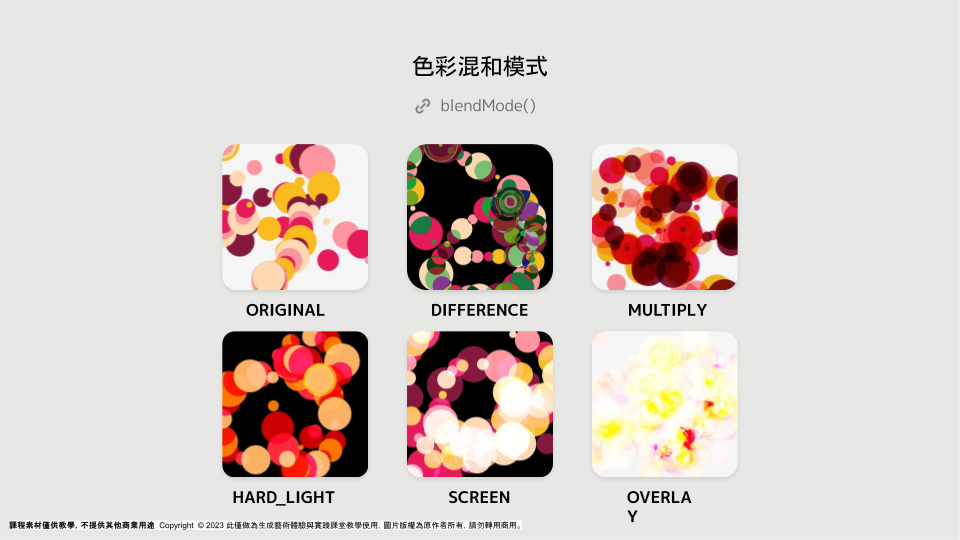 色彩混和模式
blendMode()
ORIGINAL
DIFFERENCE
MULTIPLY
HARD_LIGHT
SCREEN
OVERLA
Y
課程素材僅供教學, 不提供其他商業用途 Copyright © 2023 此僅做為生成藝術體驗與實踐課堂教學使用, 圖片版權為原作者所有, 請勿轉用商用。